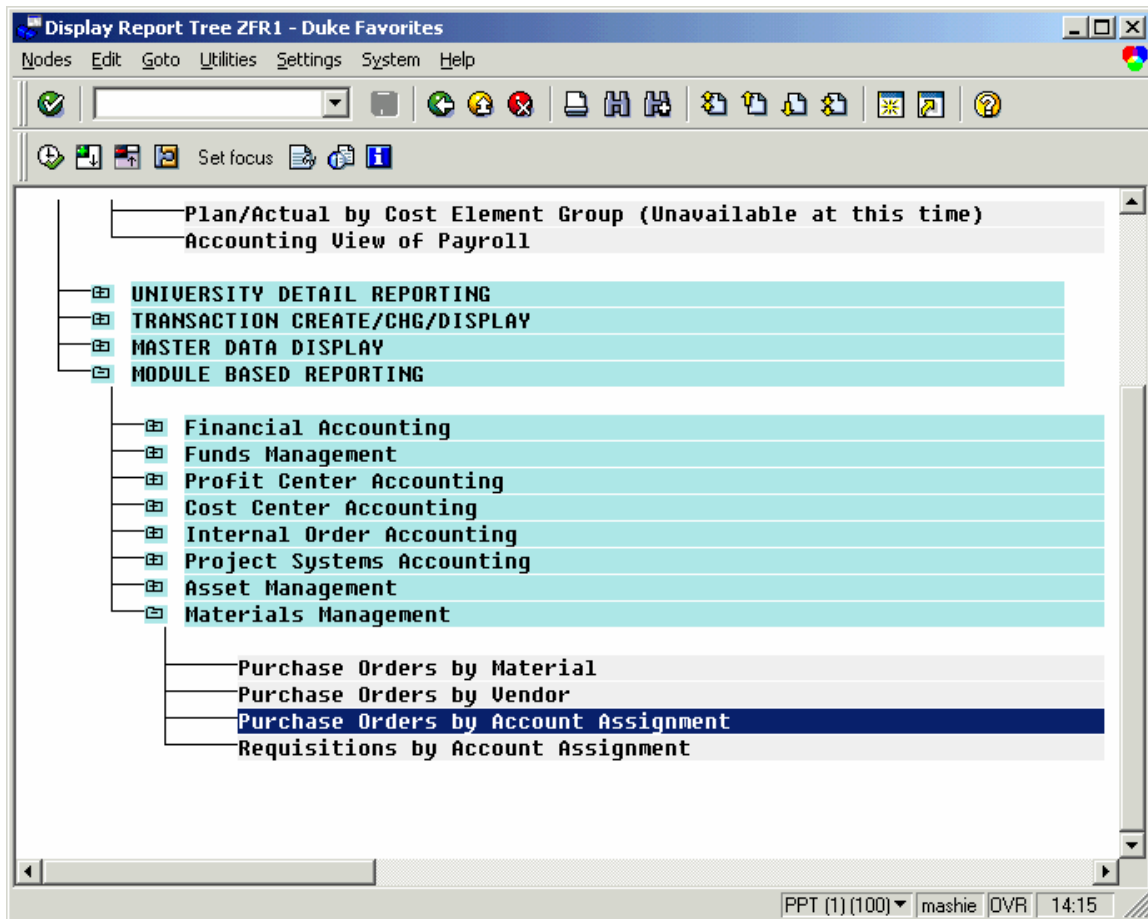 Display Report Tree ZFR1 - Duke Favorites
Nodes Edit Goto Utilities Settings System Help
Set focus
Plan/Actual by Cost Element Group (Unavailable at this time)
Accounting View of Payroll
UNIVERSITY DETAIL REPORTING
TRANSACTION CREATE/CHG/DISPLAY
MASTER DATA DISPLAY
MODULE BASED REPORTING
Financial Accounting
Funds Management
Profit Center Accounting
Cost Center Accounting
Internal Order Accounting
Project Systems Accounting
Asset Management
Materials Management
Purchase Orders by Material
Purchase Orders by Vendor
Purchase Orders by Account Assignment
Requisitions by Account Assignment
PPT (1) (100) mashie OVR 14:15